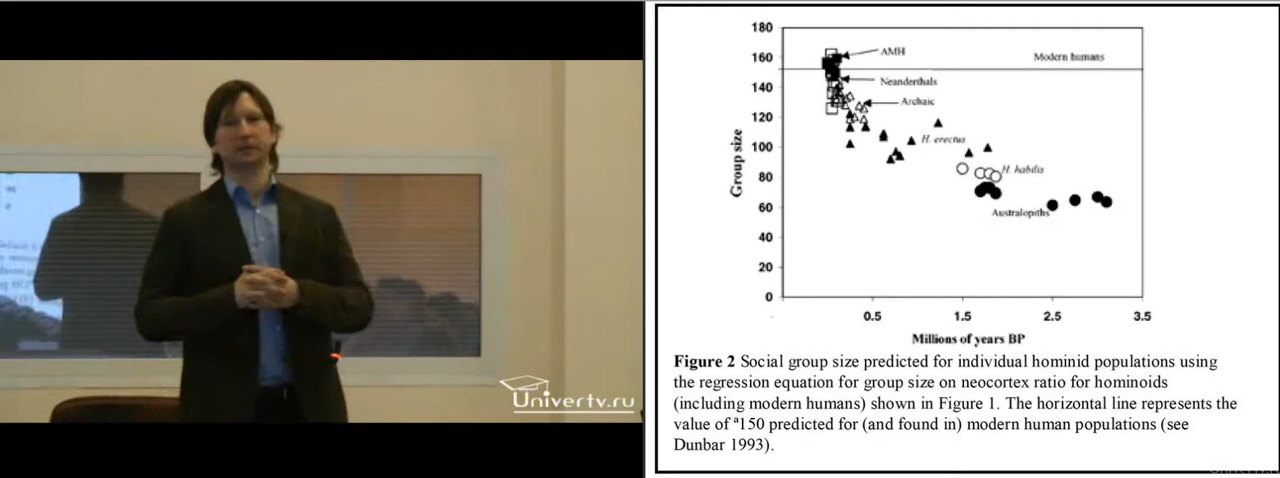 Univertv.ru
180
160
140
120
100
80
60
40
20
0
Group size
AMH
Modern humans
Neanderthals
Archaic
H. erectus
H. habilis
Australopiths
0.5 1.5 2.5 3.5
Millions of years BP
Figure 2 Social group size predicted for individual hominid populations using
the regression equation for group size on neocortex ratio for hominoids
(including modern humans) shown in Figure 1. The horizontal line represents the
value of ª150 predicted for (and found in) modern human populations (see
Dunbar 1993).